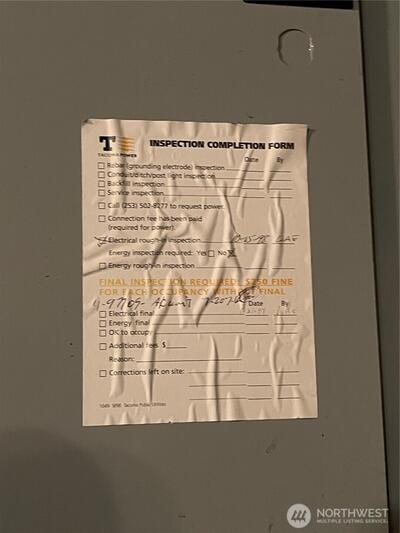 T
TACOMA POWER
INSPECTION COMPLETION FORM
Date By
Rebar (grounding electrode) inspection
Conduit/ditch/post light inspection
Backfill inspection
Service inspection
Call (253) 502-8277 to request power.
Connection fee has been paid
(required for power).
Electrical rough-in inspection
Energy inspection required: Yes No
Energy rough-in inspection
FINAL INSPECTION REQUIRED: $250 FINE
FOR EACH OCCUPANCY WITHOUT FINAL
Date By
Electrical final
Energy final
OK to occupy
Additional fees $
Reason:
Corrections left on site:
Tacoma Public Utilities
NORTHWEST
MULTIPLE LISTING SERVICE